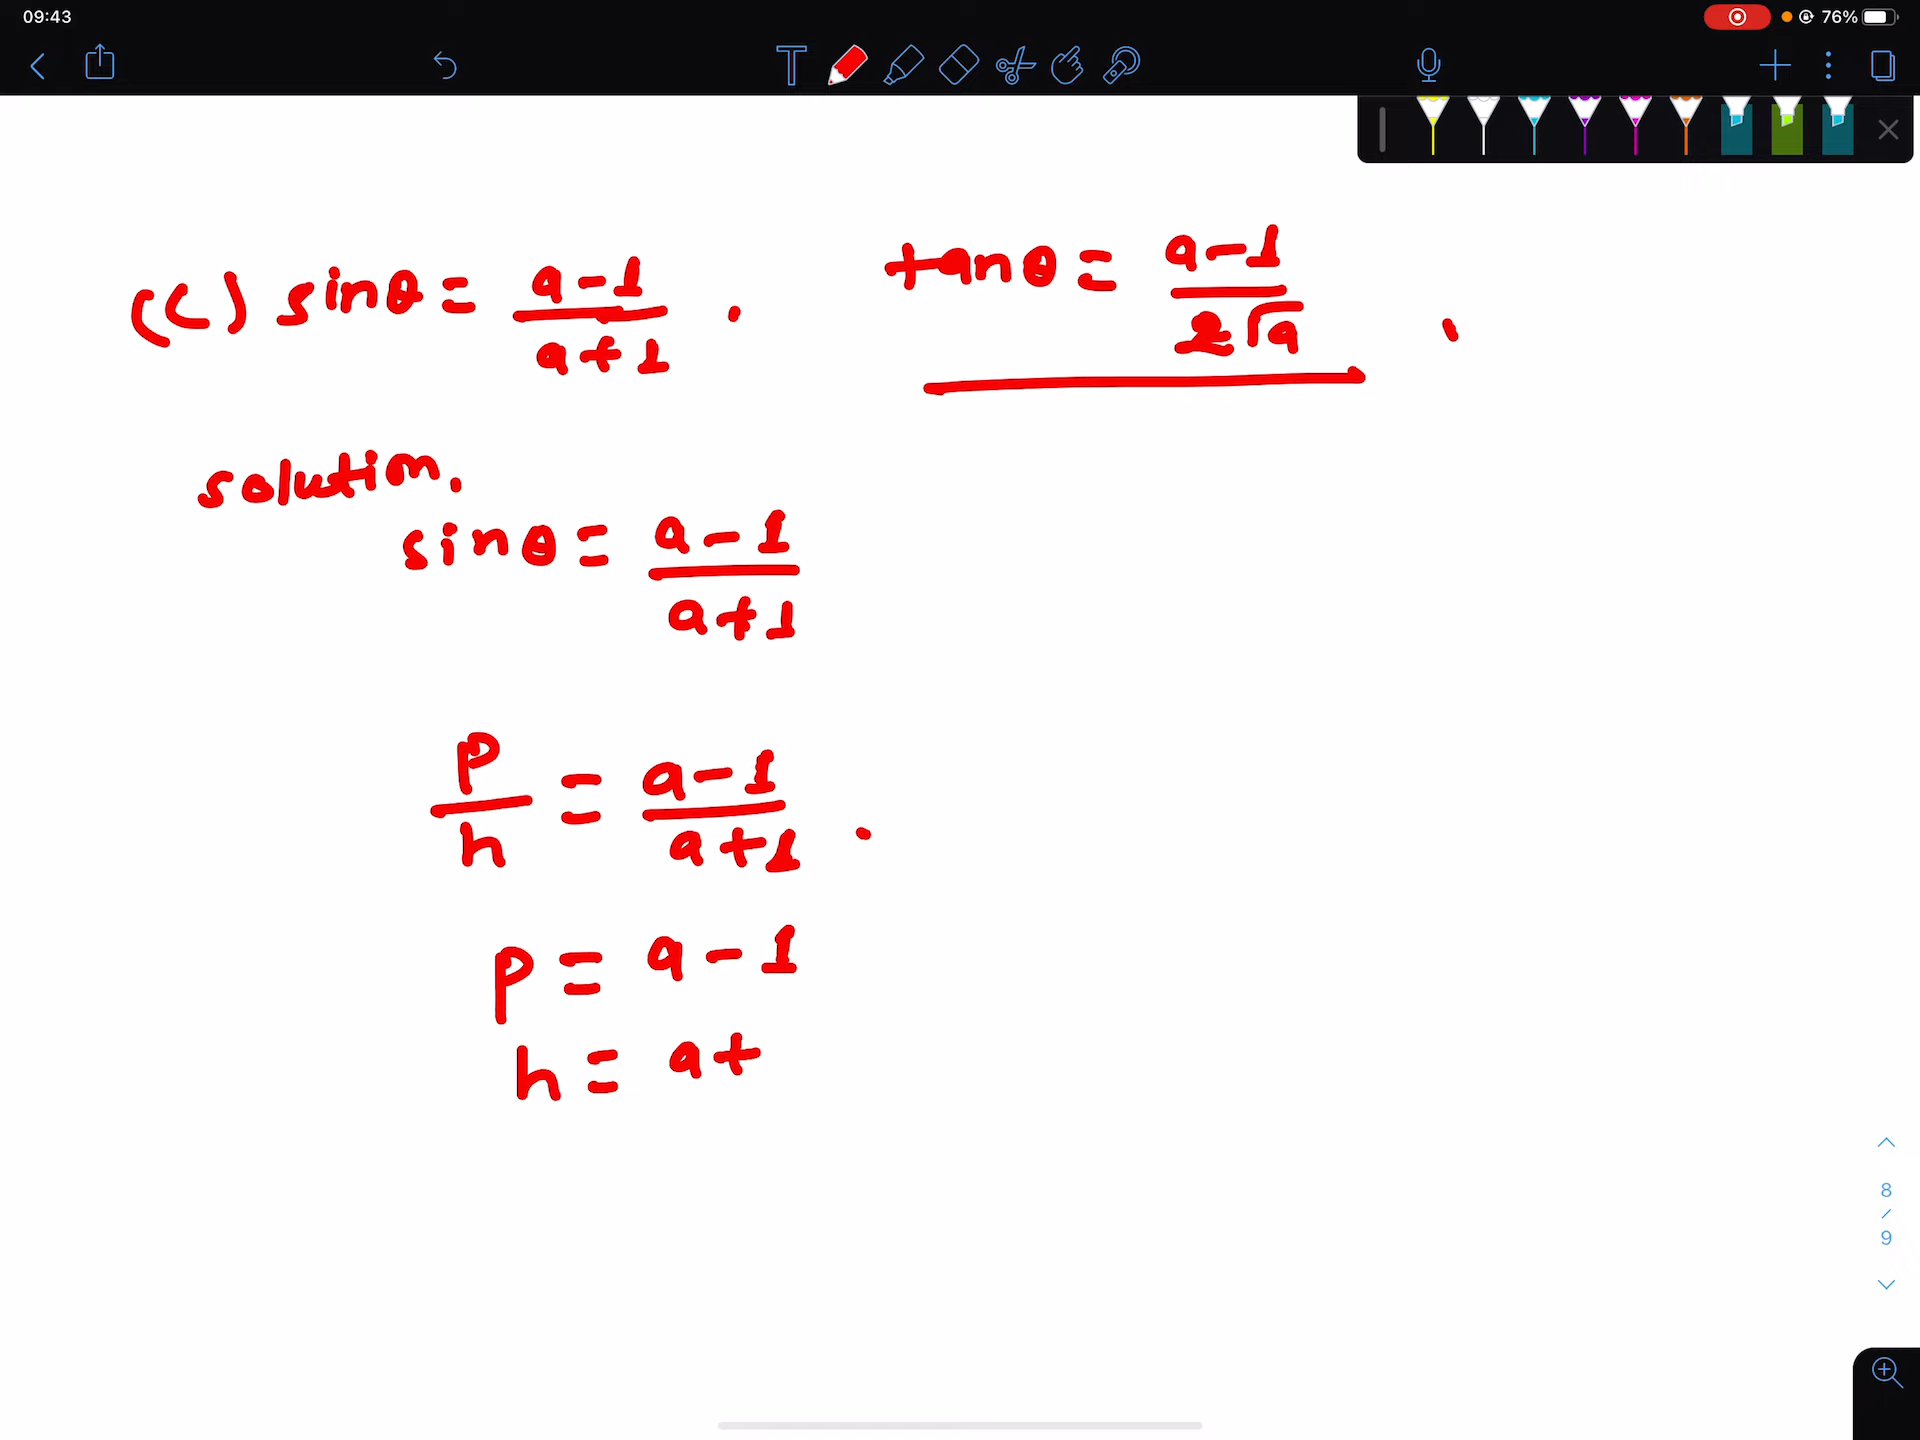 09:43
76%
(c) sinθ = a-1/a+1 . tanθ = a-1/2√a .
solution.
sinθ = a-1/a+1
p/h = a-1/a+1 .
p = a-1
h = a+
8
/
9